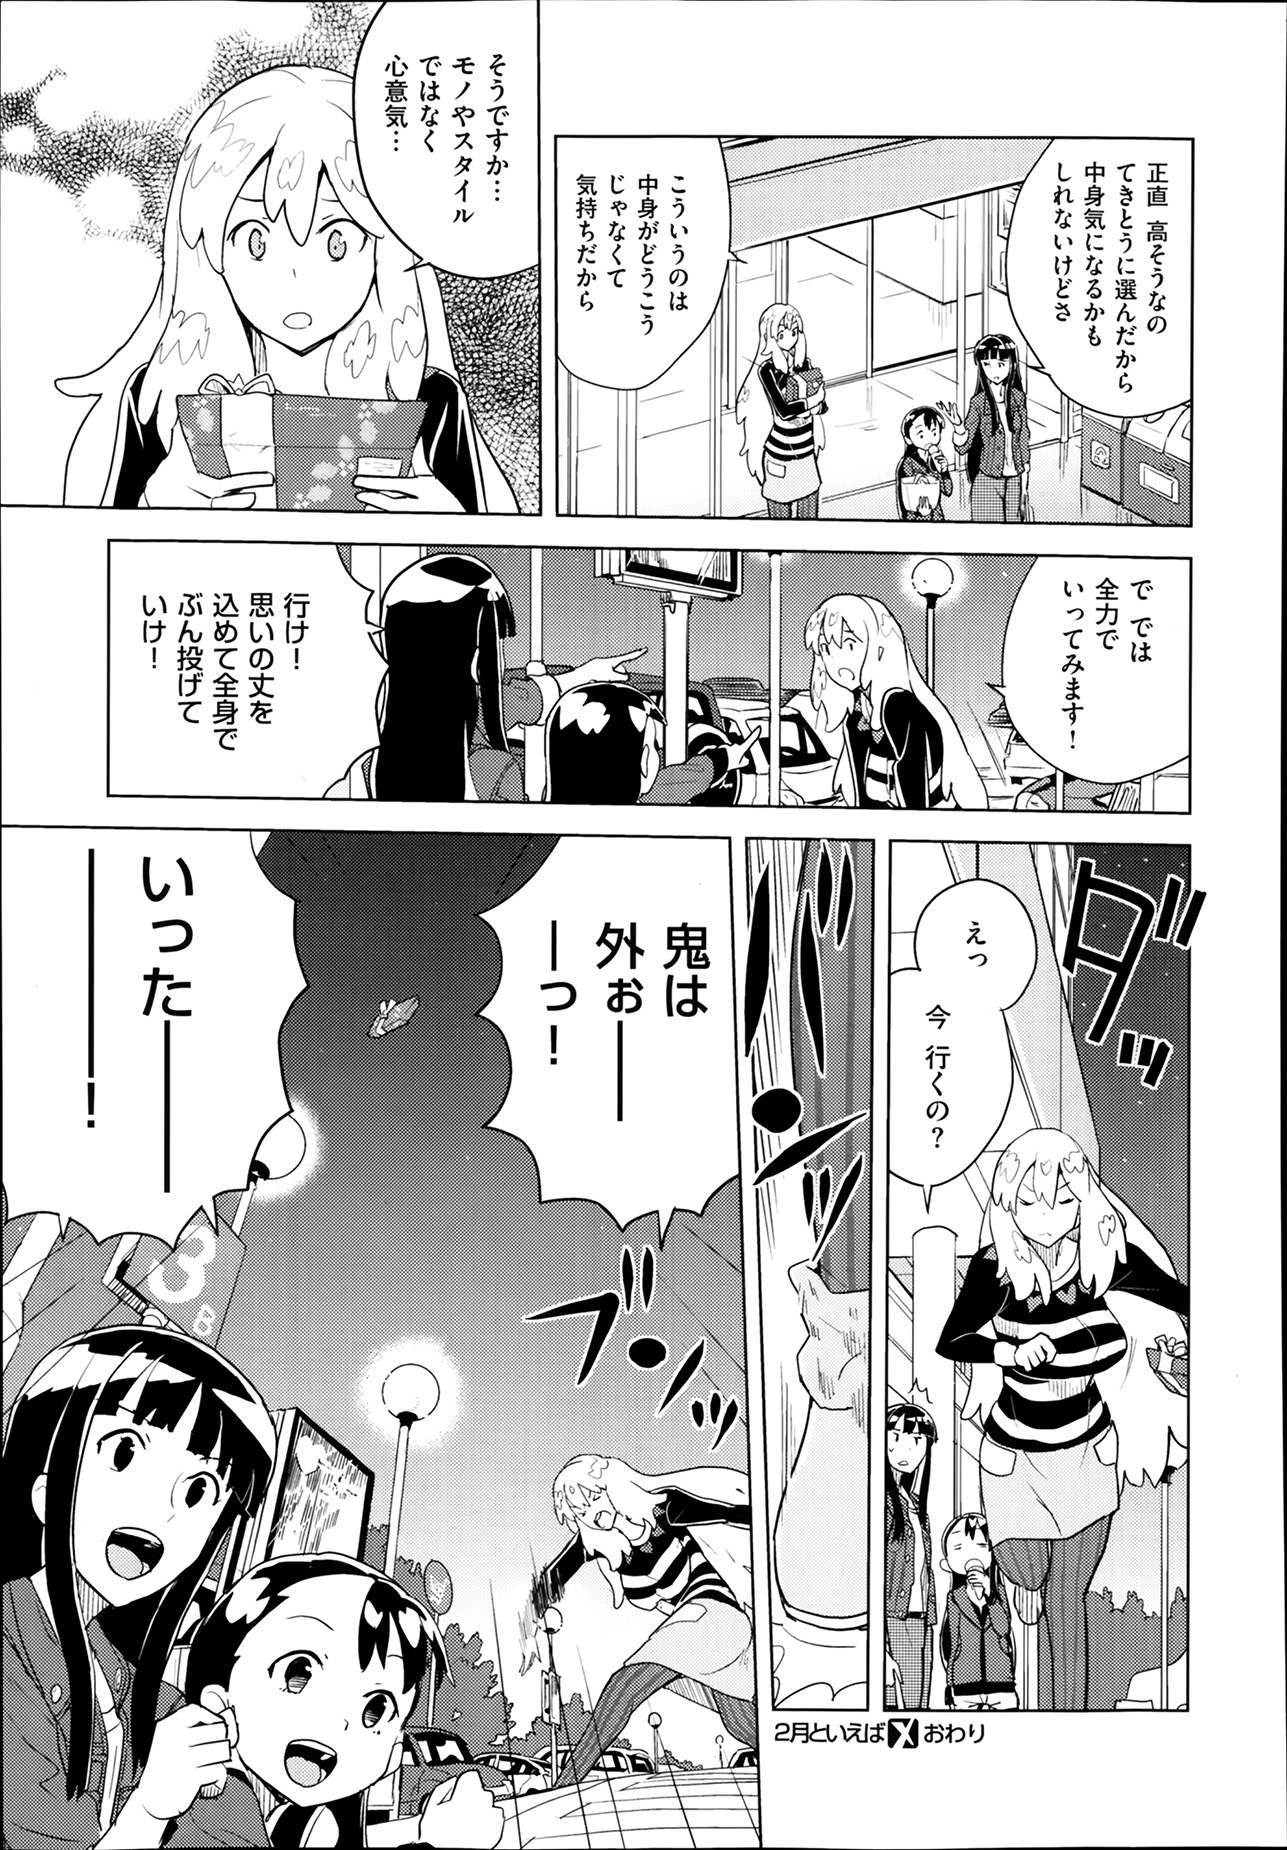 正直 高そうなの
てきとうに選んだから
中身気になるかも
しれないけどさ
こういうのは
中身がどうこう
じゃなくて
気持ちだから
そうですか…
モノやスタイル
ではなく
心意気…
で では
全力で
いってみます!
行け!
思いの丈を
込めて全身で
ぶん投げて
いけ!
ダッ
えっ
今 行くの?
ドンッ
鬼は
外ぉ──
─っ!
ブンッ
いった──
────!
3
B
2月といえば X おわり